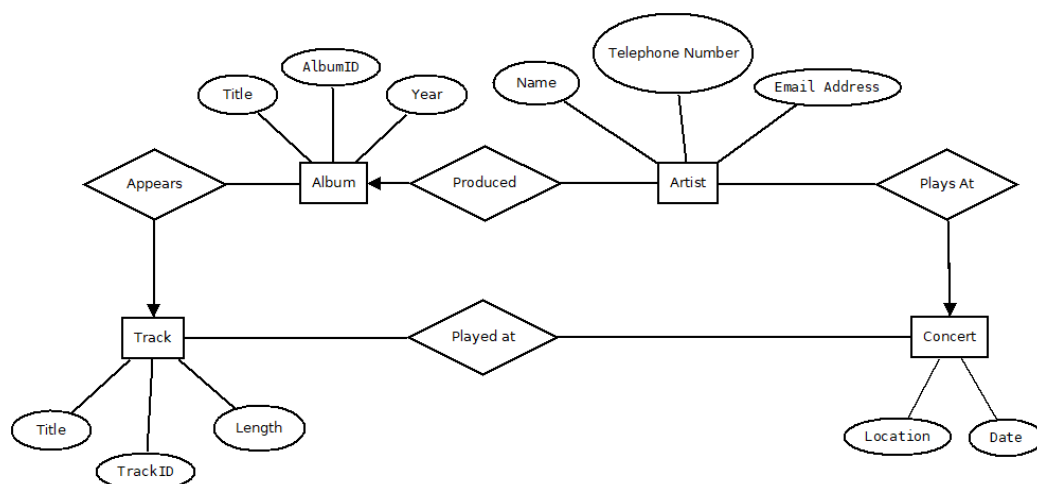 Telephone Number
AlbumID
Name
Email Address
Title
Year
Appears
Album
Produced
Artist
Plays At
Track
Played at
Concert
Title
Length
Location
Date
TrackID